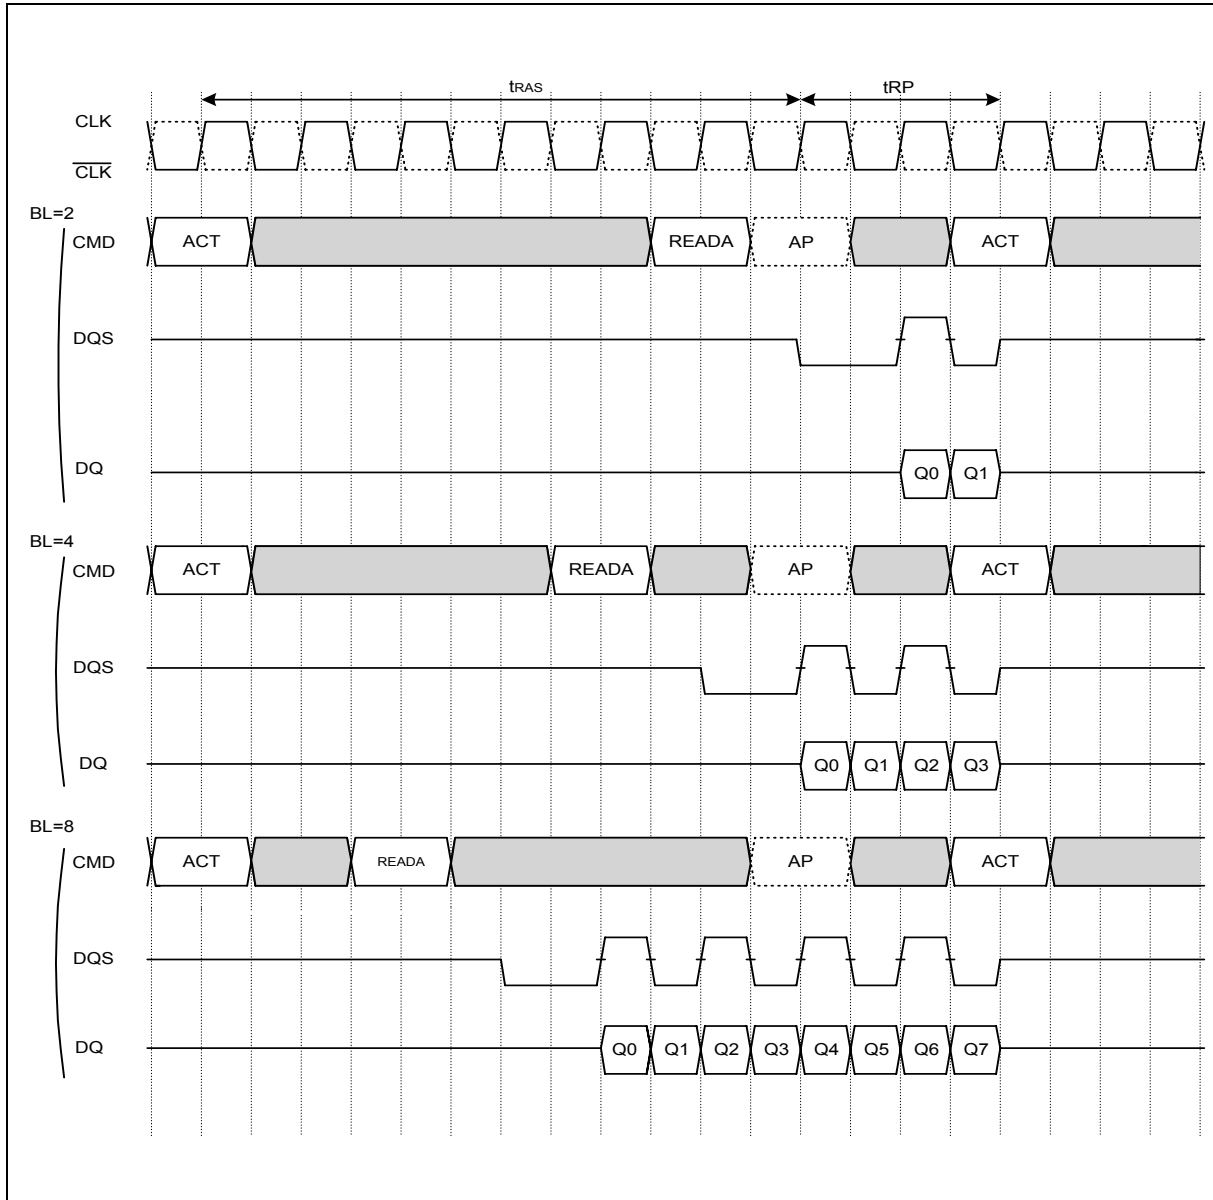 tRAS tRP
CLK
CLK
BL=2
CMD ACT READA AP ACT
DQS
DQ Q0 Q1
BL=4
CMD ACT READA AP ACT
DQS
DQ Q0 Q1 Q2 Q3
BL=8
CMD ACT READA AP ACT
DQS
DQ Q0 Q1 Q2 Q3 Q4 Q5 Q6 Q7